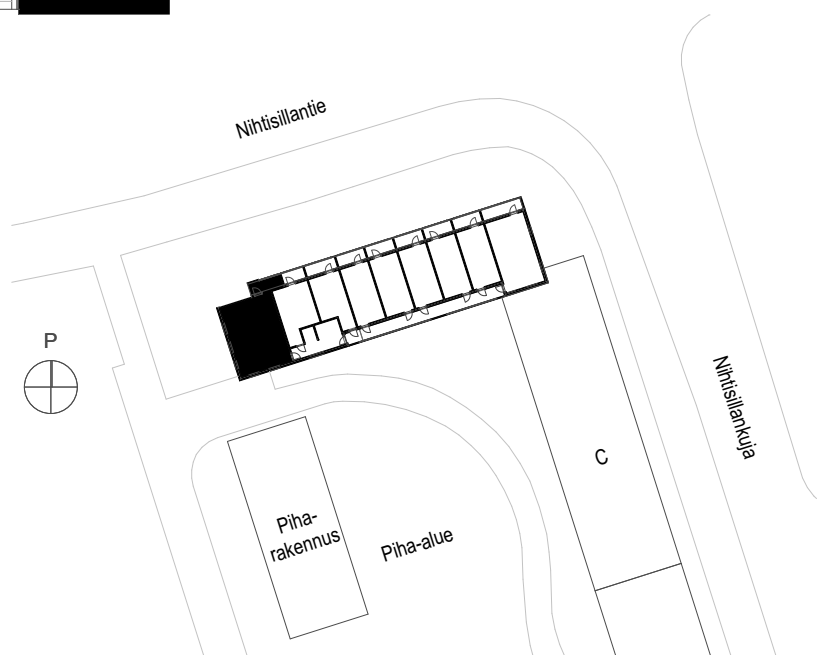 Nihtisillantie
P
Nihtisillankuja
C
Piha-
rakennus
Piha-alue